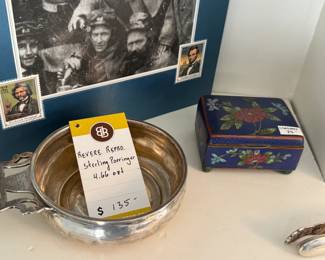 B
REVERE REPRO.
Sterling Porringer
4.66 ozt
$ 135-